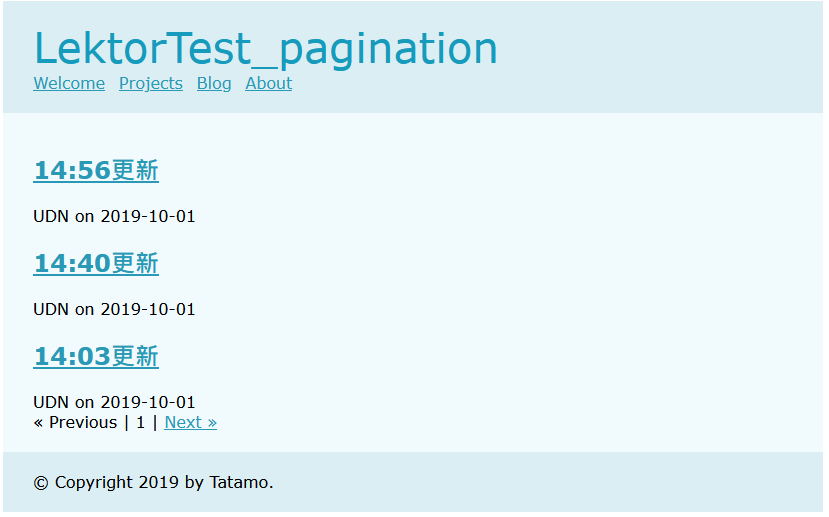 LektorTest_pagination
Welcome Projects Blog About
14:56更新
UDN on 2019-10-01
14:40更新
UDN on 2019-10-01
14:03更新
UDN on 2019-10-01
« Previous | 1 | Next »
© Copyright 2019 by Tatamo.